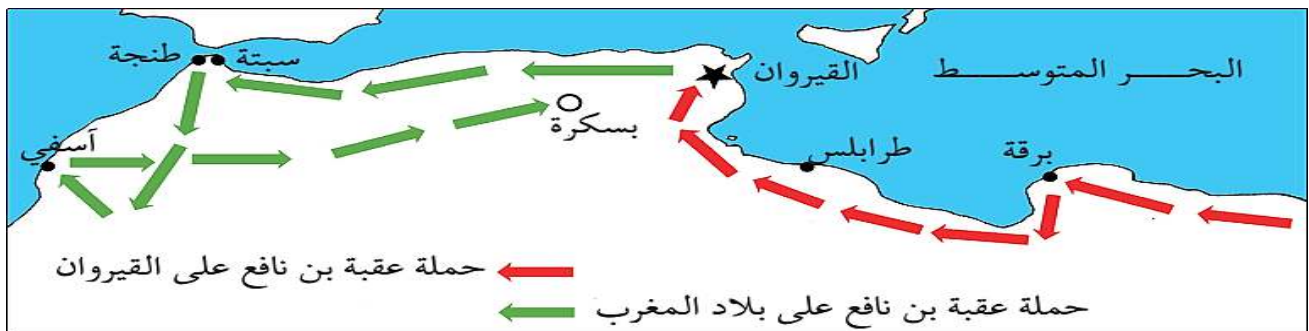 طنجة
سبتة
القيروان
البحر المتوسط
بسكرة
آسفي
طرابلس
برقة
حملة عقبة بن نافع على القيروان
حملة عقبة بن نافع على بلاد المغرب